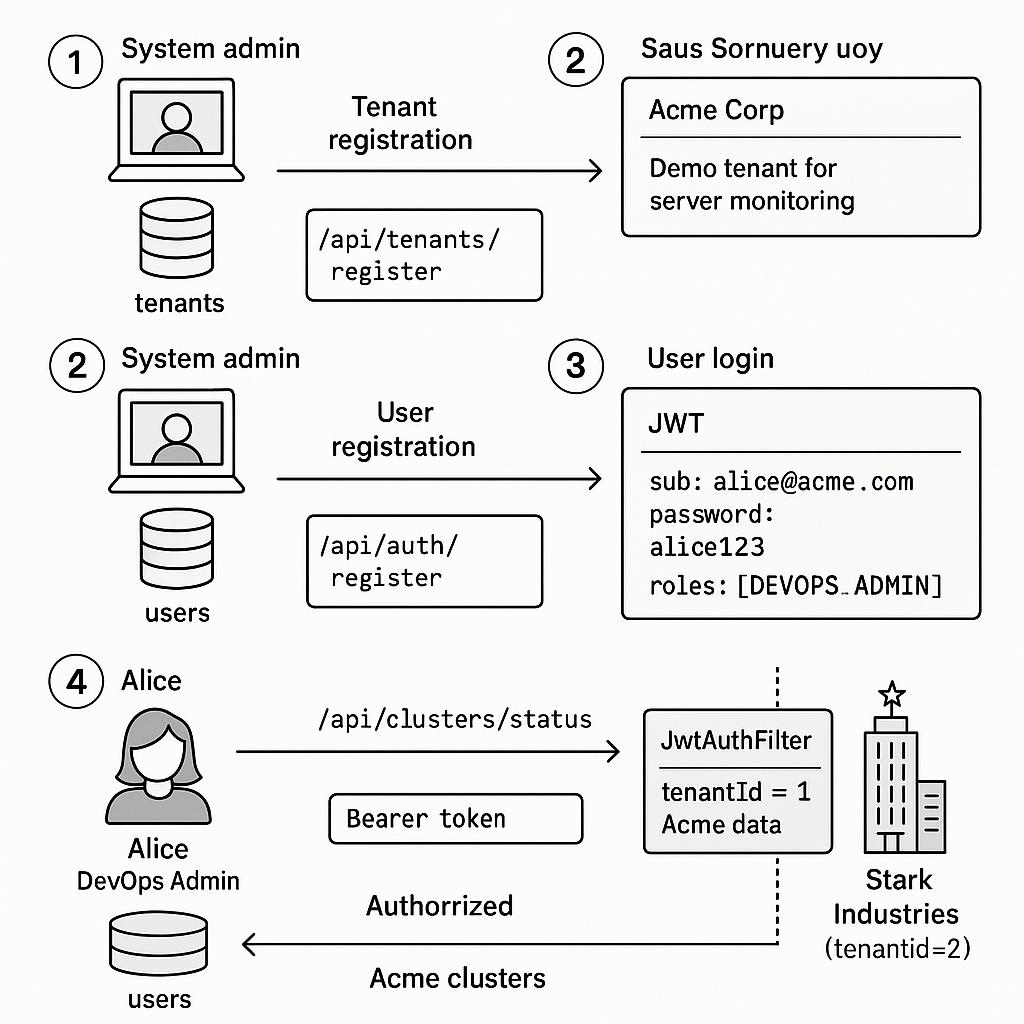 1
System admin
Tenant
registration
/api/tenants/
register
tenants
2
Saus Sornuery uoy
Acme Corp
Demo tenant for
server monitoring
2
System admin
User
registration
/api/auth/
register
users
3
User login
JWT
sub: alice@acme.com
password:
alice123
roles: [DEVOPS_ADMIN]
4
Alice
/api/clusters/status
Bearer token
Alice
DevOps Admin
users
JwtAuthFilter
tenantId = 1
Acme data
Stark
Industries
(tenantid=2)
Authorrized
Acme clusters